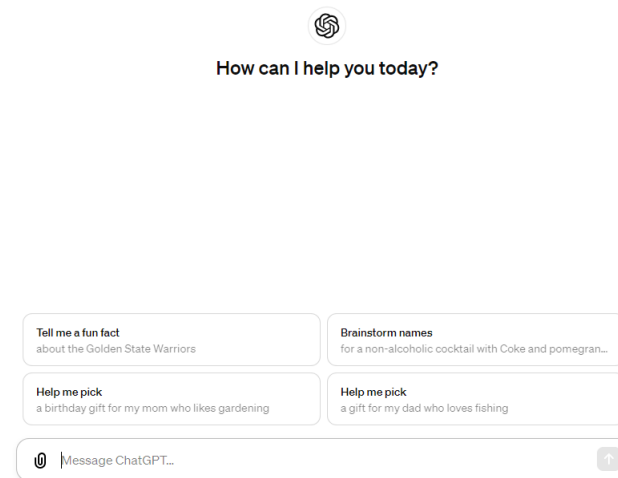 How can I help you today?
Tell me a fun fact
about the Golden State Warriors
Brainstorm names
for a non-alcoholic cocktail with Coke and pomegran...
Help me pick
a birthday gift for my mom who likes gardening
Help me pick
a gift for my dad who loves fishing
Message ChatGPT...